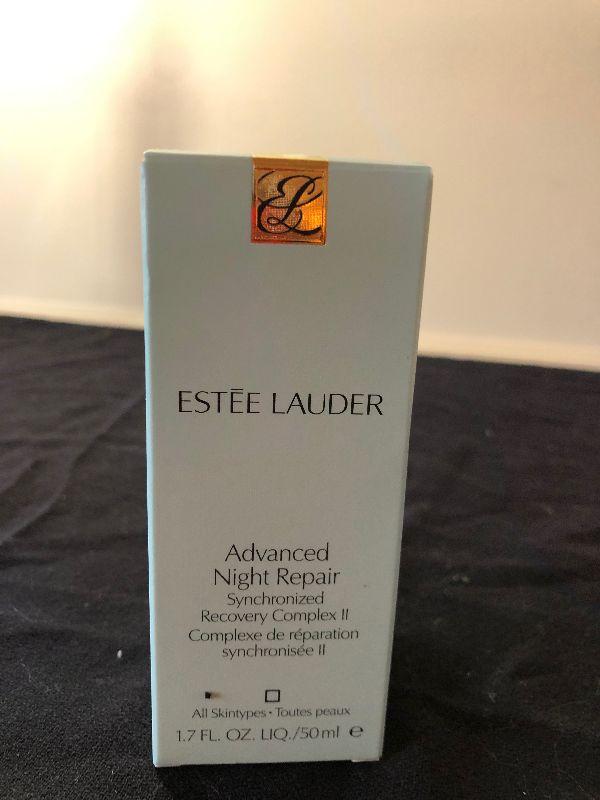 EL
ESTĒE LAUDER
Advanced
Night Repair
Synchronized
Recovery Complex II
Complexe de réparation
synchronisée II
All Skintypes • Toutes peaux
1.7 FL. OZ. LIQ./50 ml ℮